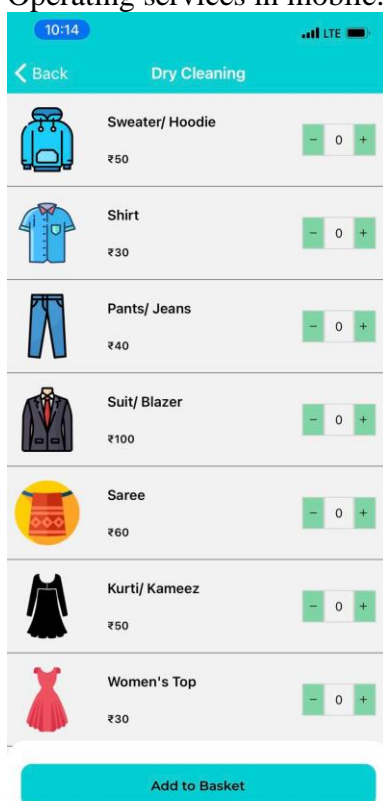 Operating services in mobile.
10:14
LTE
Back
Dry Cleaning
Sweater/ Hoodie
₹50
- 0 +
Shirt
₹30
- 0 +
Pants/ Jeans
₹40
- 0 +
Suit/ Blazer
₹100
- 0 +
Saree
₹60
- 0 +
Kurti/ Kameez
₹50
- 0 +
Women's Top
₹30
- 0 +
Add to Basket